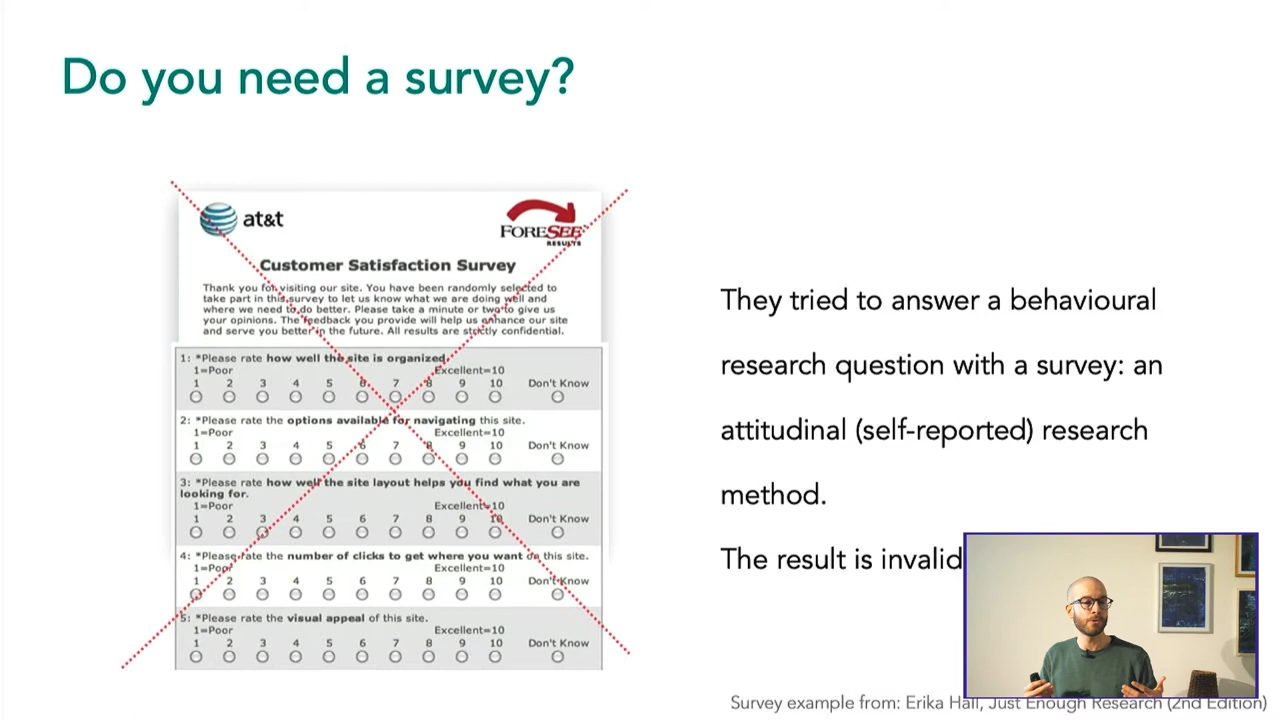 Do you need a survey?
at&t
FORESEE
RESULTS
Customer Satisfaction Survey
Thank you for visiting our site. You have been randomly selected to
take part in this survey to let us know what we are doing well and
where we need to do better. Please take a minute or two to give us
your opinions. The feedback you provide will help us enhance our site
and serve you better in the future. All results are strictly confidential.
1: *Please rate how well the site is organized.
1=Poor Excellent=10
1 2 3 4 5 6 7 8 9 10 Don't Know
2: *Please rate the options available for navigating this site.
1=Poor Excellent=10
1 2 3 4 5 6 7 8 9 10 Don't Know
3: *Please rate how well the site layout helps you find what you are
looking for.
1=Poor Excellent=10
1 2 3 4 5 6 7 8 9 10 Don't Know
4: *Please rate the number of clicks to get where you want on this site.
1=Poor Excellent=10
1 2 3 4 5 6 7 8 9 10 Don't Know
5: *Please rate the visual appeal of this site.
1=Poor Excellent=10
1 2 3 4 5 6 7 8 9 10 Don't Know
They tried to answer a behavioural
research question with a survey: an
attitudinal (self-reported) research
method.
The result is invalid
Survey example from: Erika Hall, Just Enough Research (2nd Edition)